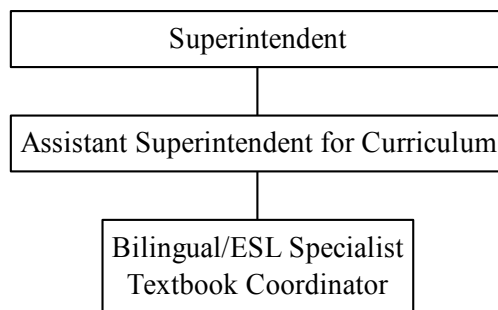 Superintendent
Assistant Superintendent for Curriculum
Bilingual/ESL Specialist
Textbook Coordinator